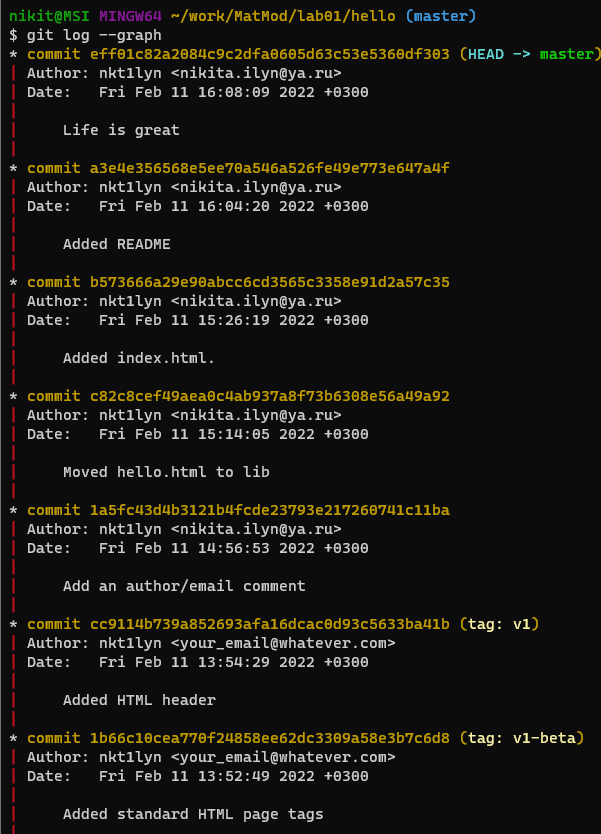 nikit@MSI MINGW64 ~/work/MatMod/lab01/hello (master)
$ git log --graph
* commit eff01c82a2084c9c2dfa0605d63c53e5360df303 (HEAD -> master)
| Author: nkt1lyn <nikita.ilyn@ya.ru>
| Date:   Fri Feb 11 16:08:09 2022 +0300
|
|     Life is great
|
* commit a3e4e356568e5ee70a546a526fe49e773e647a4f
| Author: nkt1lyn <nikita.ilyn@ya.ru>
| Date:   Fri Feb 11 16:04:20 2022 +0300
|
|     Added README
|
* commit b573666a29e90abcc6cd3565c3358e91d2a57c35
| Author: nkt1lyn <nikita.ilyn@ya.ru>
| Date:   Fri Feb 11 15:26:19 2022 +0300
|
|     Added index.html.
|
* commit c82c8cef49aea0c4ab937a8f73b6308e56a49a92
| Author: nkt1lyn <nikita.ilyn@ya.ru>
| Date:   Fri Feb 11 15:14:05 2022 +0300
|
|     Moved hello.html to lib
|
* commit 1a5fc43d4b3121b4fcde23793e217260741c11ba
| Author: nkt1lyn <nikita.ilyn@ya.ru>
| Date:   Fri Feb 11 14:56:53 2022 +0300
|
|     Add an author/email comment
|
* commit cc9114b739a852693afa16dcac0d93c5633ba41b (tag: v1)
| Author: nkt1lyn <your_email@whatever.com>
| Date:   Fri Feb 11 13:54:29 2022 +0300
|
|     Added HTML header
|
* commit 1b66c10cea770f24858ee62dc3309a58e3b7c6d8 (tag: v1-beta)
| Author: nkt1lyn <your_email@whatever.com>
| Date:   Fri Feb 11 13:52:49 2022 +0300
|
|     Added standard HTML page tags
|